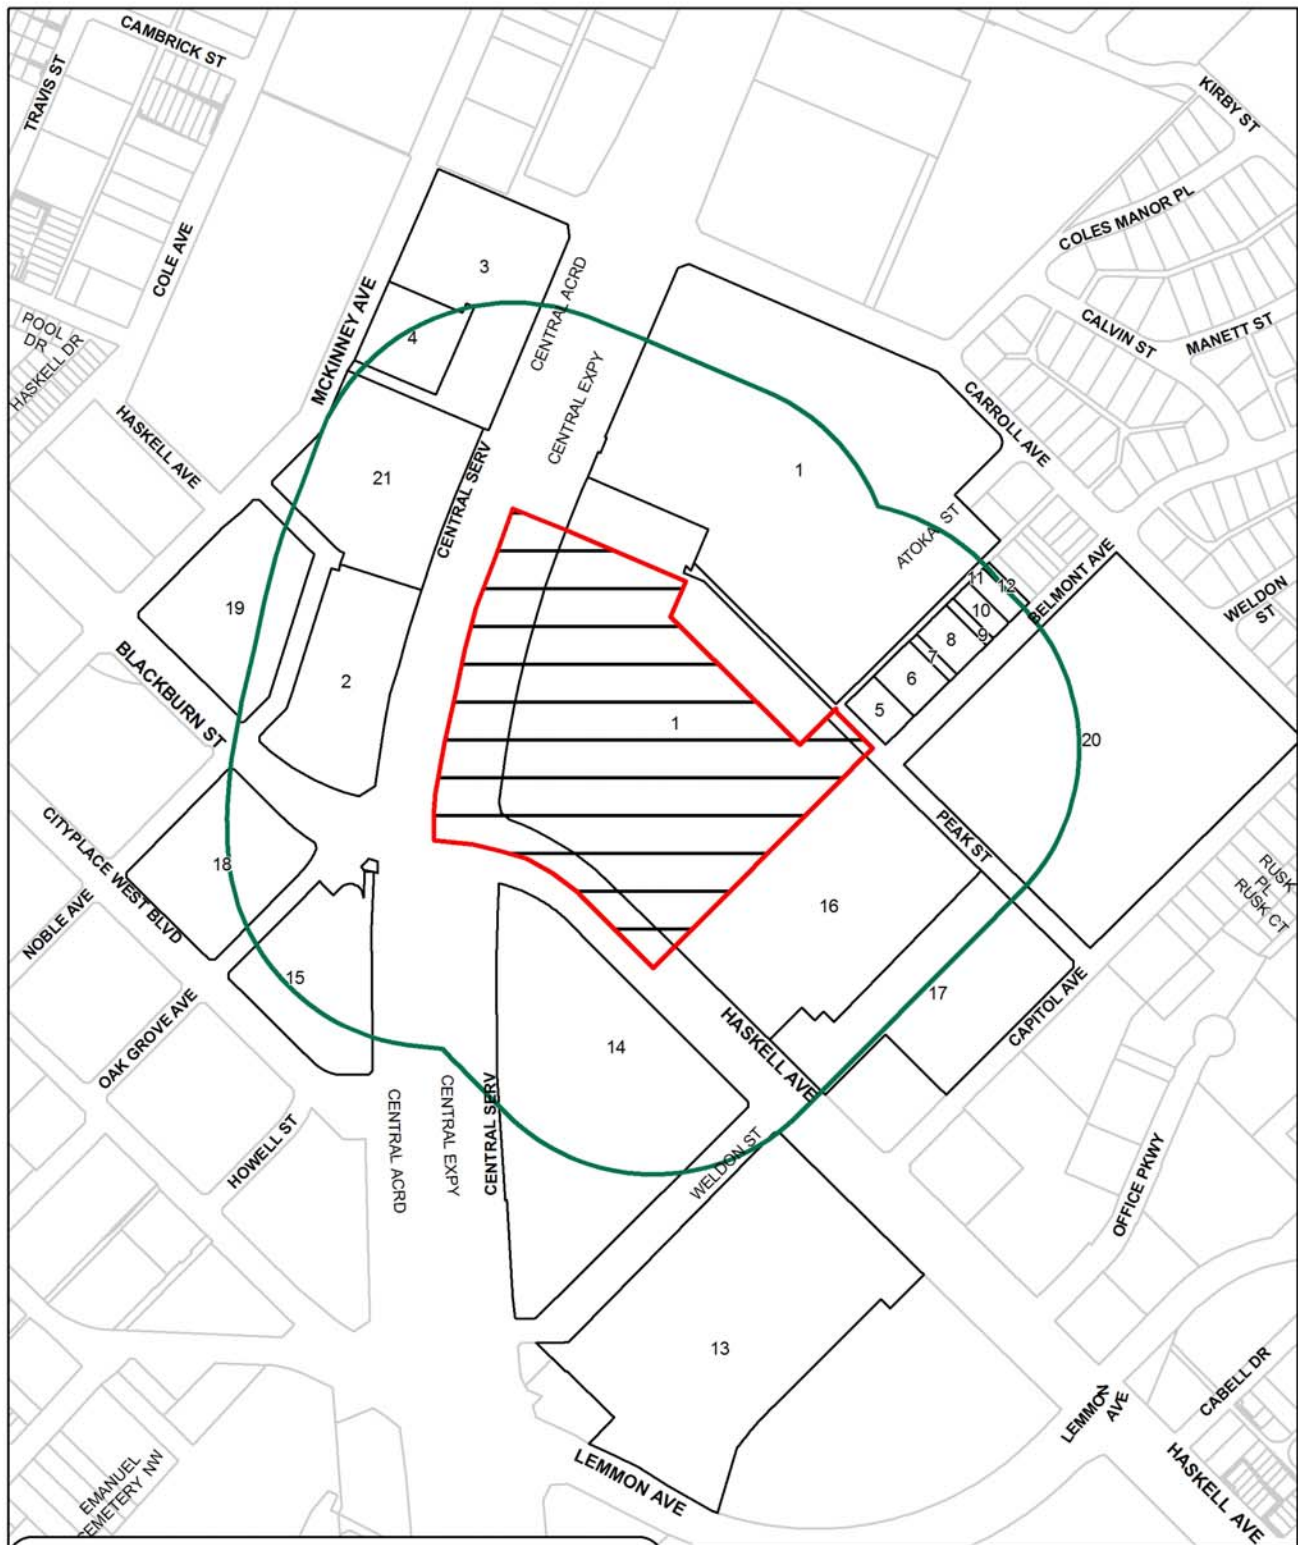 CAMBRICK ST
TRAVIS ST
KIRBY ST
COLES MANOR PL
COLE AVE
3
CENTRAL ACRD
MCKINNEY AVE
CALVIN ST
MANETT ST
POOL
DR
HASKELL DR
4
CENTRAL EXPY
CARROLL AVE
HASKELL AVE
21
1
CENTRAL SERV
ATOKA ST
BELMONT AVE
WELDON
ST
11
12
10
19
9
8
7
6
5
2
BLACKBURN ST
1
20
CITYPLACE WEST BLVD
PEAK ST
18
RUSK
PL
RUSK CT
NOBLE AVE
16
15
17
OAK GROVE AVE
CAPITOL AVE
HASKELL AVE
14
CENTRAL SERV
CENTRAL EXPY
CENTRAL ACRD
HOWELL ST
WELDON ST
OFFICE PKWY
13
CABELL DR
LEMMON
AVE
LEMMON AVE
HASKELL AVE
EMANUEL
CEMETERY NW